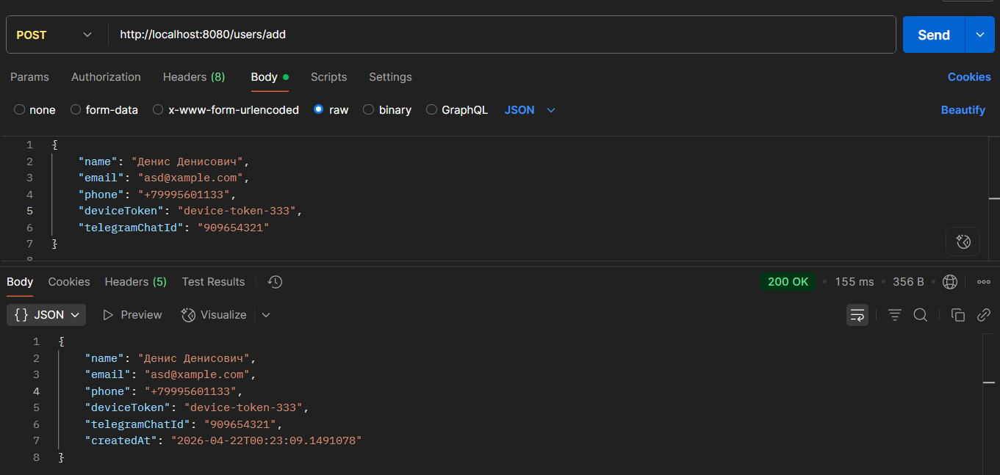 POST http://localhost:8080/users/add Send
Params Authorization Headers (8) Body Scripts Settings Cookies
none form-data x-www-form-urlencoded raw binary GraphQL JSON Beautify
1 {
2 "name": "Денис Денисович",
3 "email": "asd@xample.com",
4 "phone": "+79995601133",
5 "deviceToken": "device-token-333",
6 "telegramChatId": "909654321"
7 }
8
Body Cookies Headers (5) Test Results 200 OK • 155 ms • 356 B •
{} JSON Preview Visualize
1 {
2 "name": "Денис Денисович",
3 "email": "asd@xample.com",
4 "phone": "+79995601133",
5 "deviceToken": "device-token-333",
6 "telegramChatId": "909654321",
7 "createdAt": "2026-04-22T00:23:09.1491078"
8 }